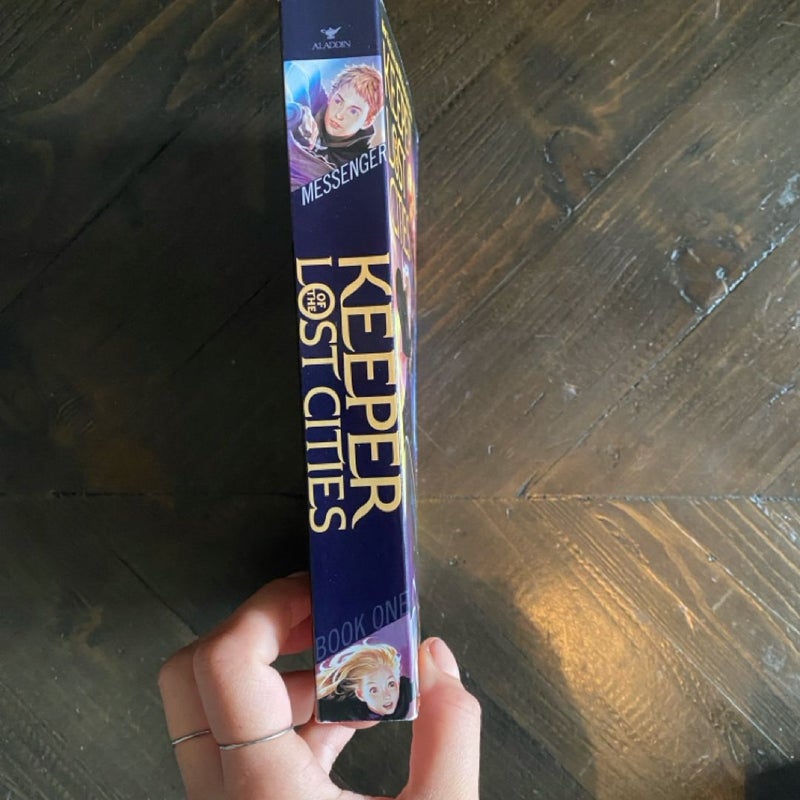 ALADDIN
MESSENGER
KEEPER
OF THE
LOST CITIES
BOOK ONE